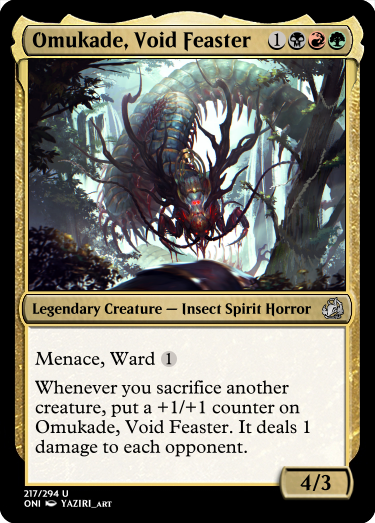 Omukade, Void Feaster 1
Legendary Creature — Insect Spirit Horror
Menace, Ward 1
Whenever you sacrifice another
creature, put a +1/+1 counter on
Omukade, Void Feaster. It deals 1
damage to each opponent.
4/3
217/294 U
ONI YAZIRI_ART